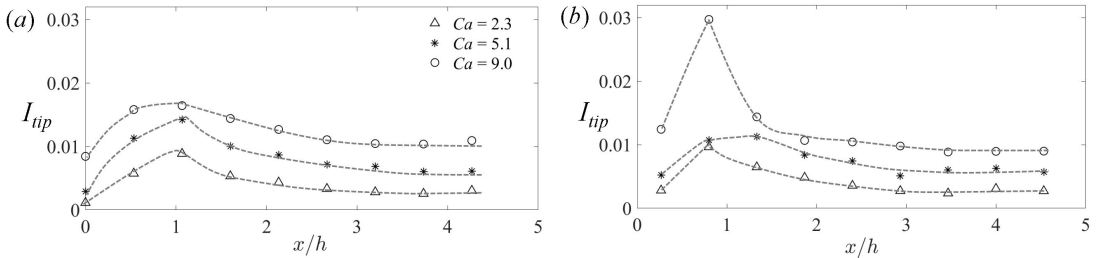 (a)
0.03
0.02
0.01
0
I_tip
0 1 2 3 4 5
x/h
Ca = 2.3
Ca = 5.1
Ca = 9.0
(b)
0.03
0.02
0.01
0
I_tip
0 1 2 3 4 5
x/h